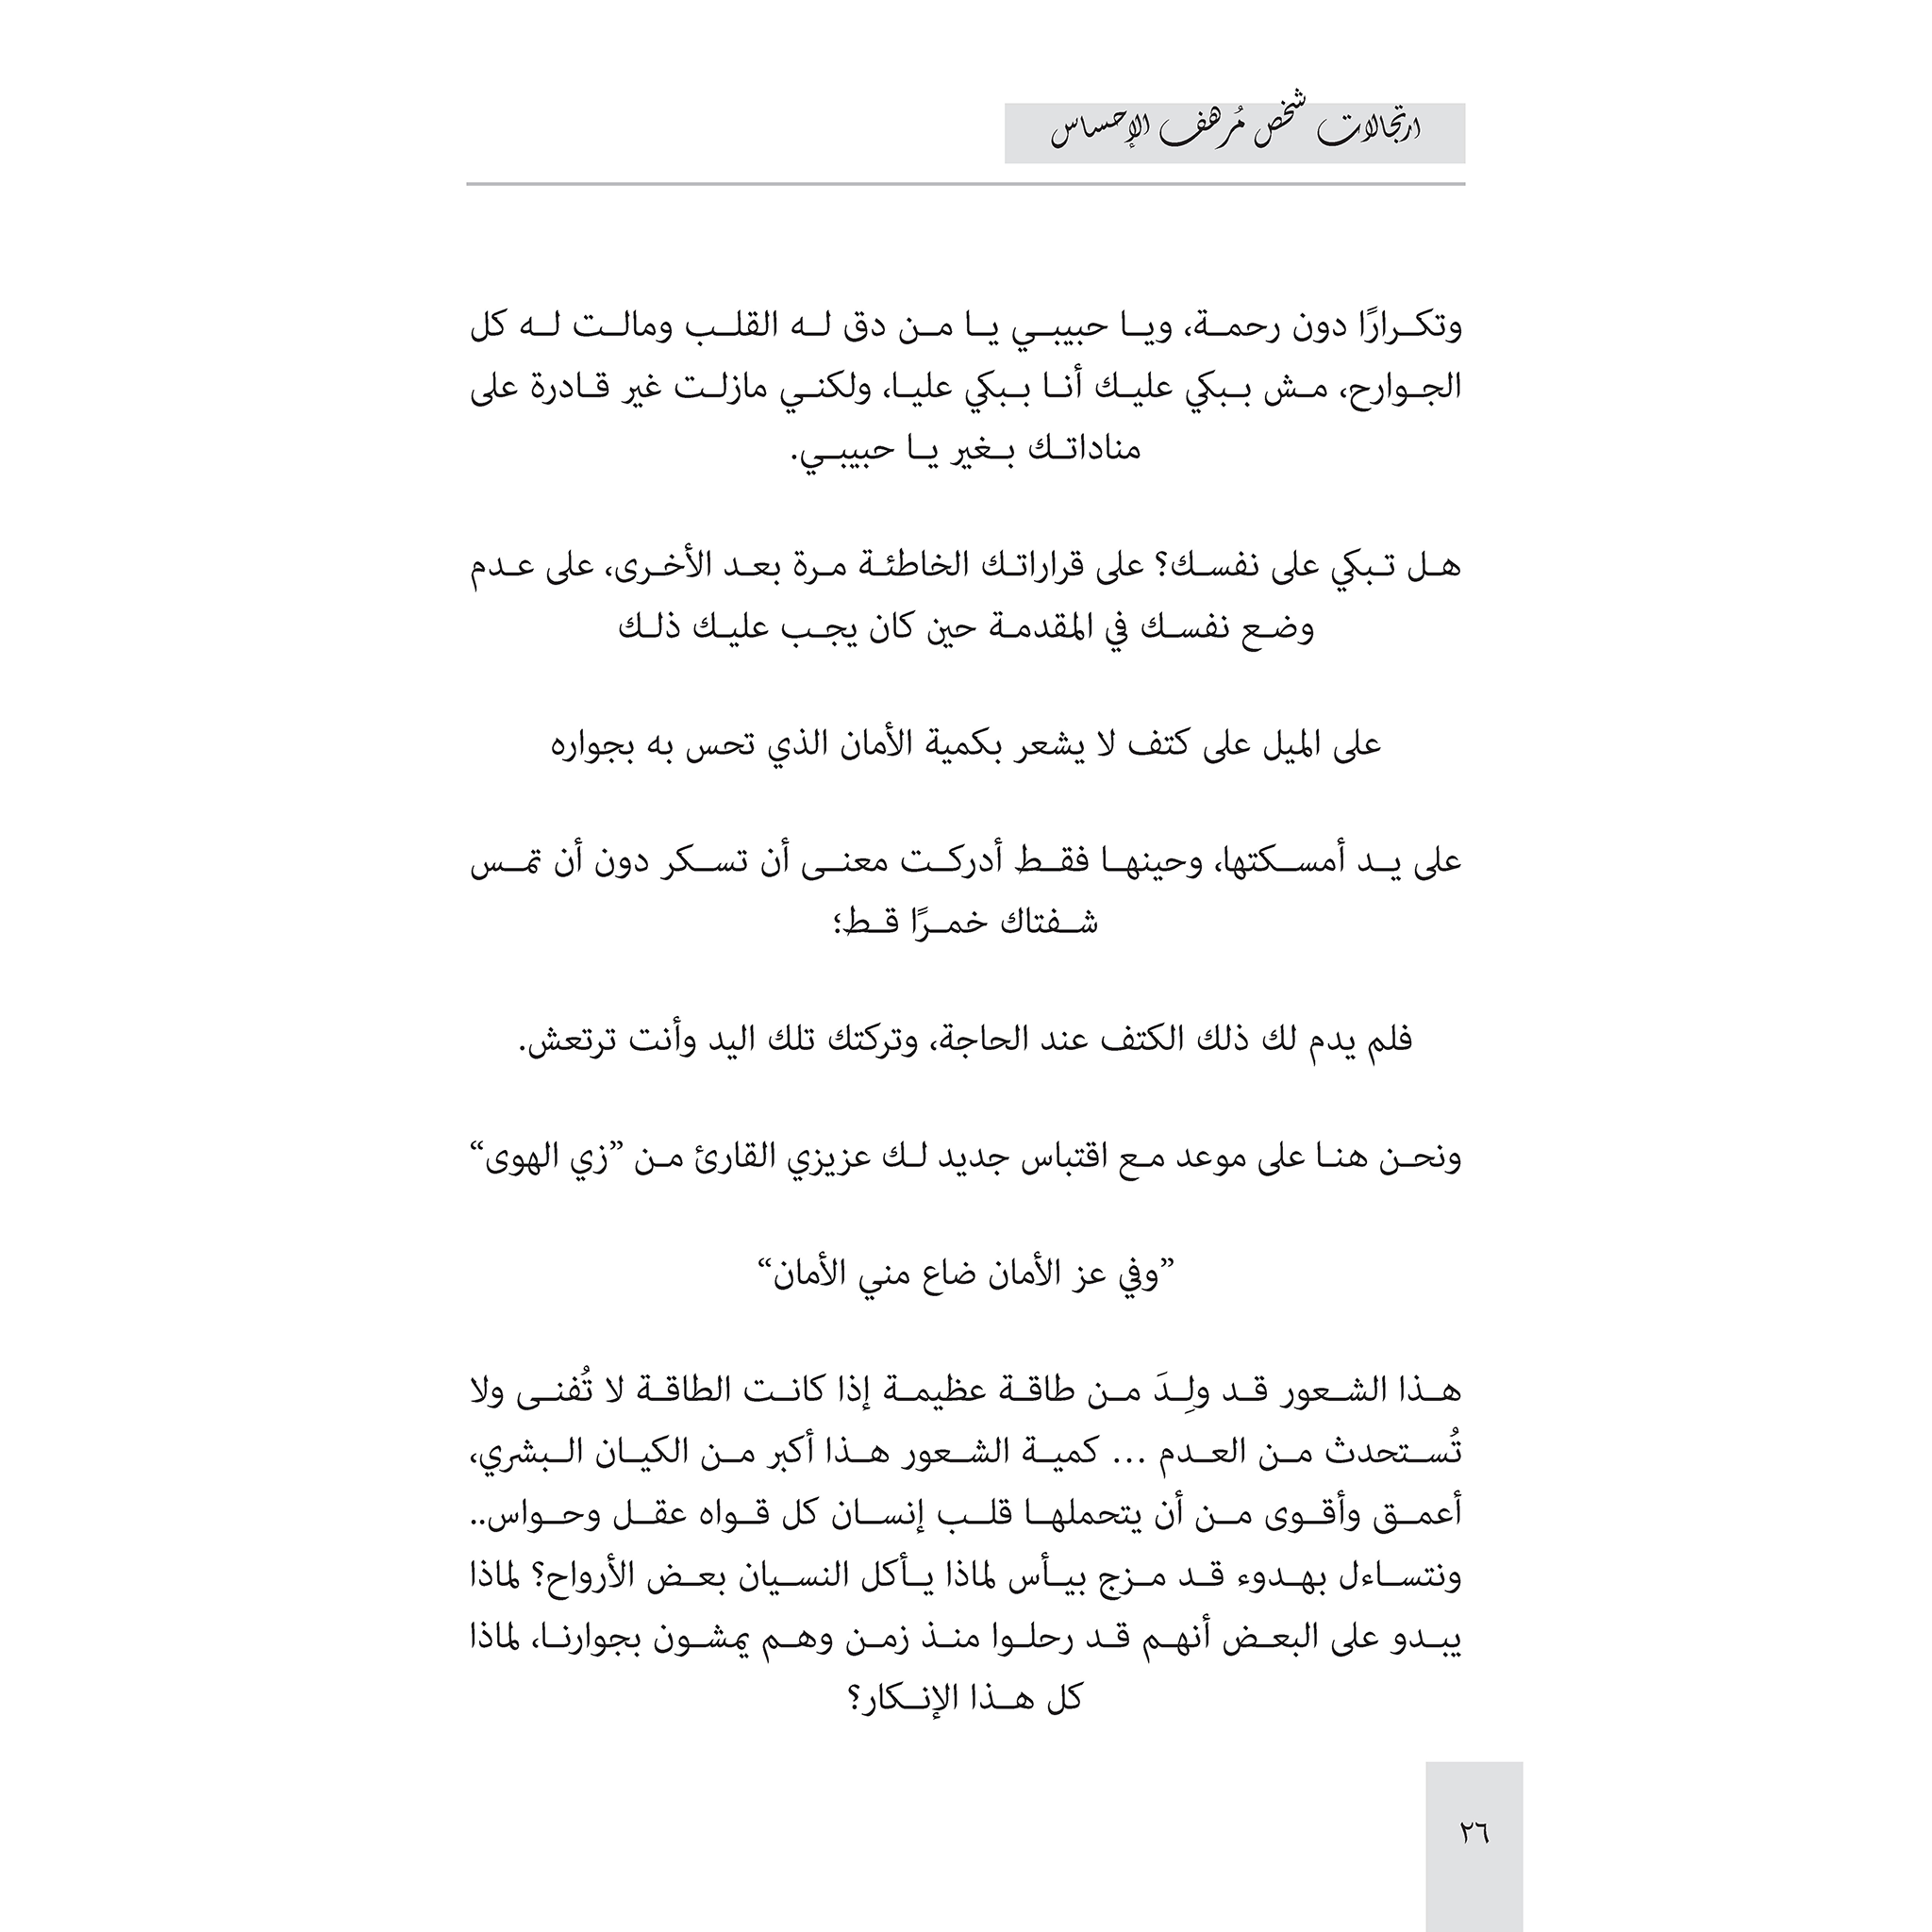 ارتجالات شخص مُرهف الإحساس
وتكرارًا دون رحمة، ويا حبيبي يا من دق له القلب ومالت له كل
الجوارح، مش ببكي عليك أنا ببكي عليا، ولكني مازلت غير قادرة على
مناداتك بغير يا حبيبي.
هل تبكي على نفسك؟ على قراراتك الخاطئة مرة بعد الأخرى، على عدم
وضع نفسك في المقدمة حين كان يجب عليك ذلك
على الميل على كتف لا يشعر بكمية الأمان الذي تحس به بجواره
على يد أمسكتها، وحينها فقط أدركت معنى أن تسكر دون أن تمس
شفتاك خمرًا قط؛
فلم يدم لك ذلك الكتف عند الحاجة، وتركتك تلك اليد وأنت ترتعش.
ونحن هنا على موعد مع اقتباس جديد لك عزيزي القارئ من ”زي الهوى“
”وفي عز الأمان ضاع مني الأمان“
هذا الشعور قد ولِدَ من طاقة عظيمة إذا كانت الطاقة لا تُفنى ولا
تُستحدث من العدم ... كمية الشعور هذا أكبر من الكيان البشري،
أعمق وأقوى من أن يتحملها قلب إنسان كل قواه عقل وحواس..
ونتساءل بهدوء قد مزج بيأس لماذا يأكل النسيان بعض الأرواح؟ لماذا
يبدو على البعض أنهم قد رحلوا منذ زمن وهم يمشون بجوارنا، لماذا
كل هذا الإنكار؟
٢٦